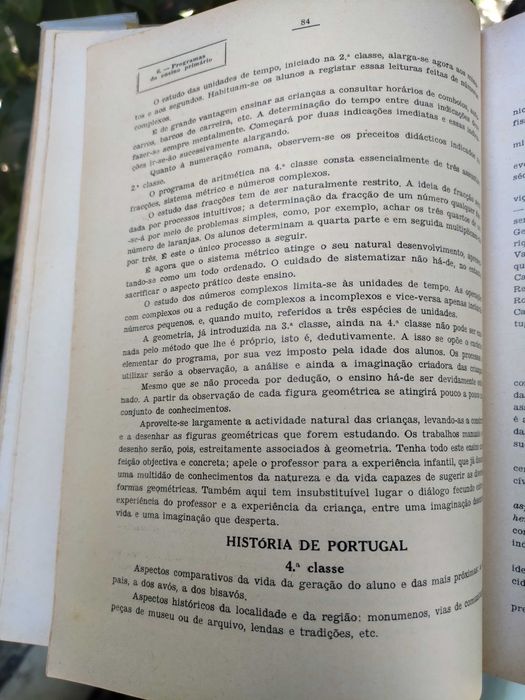 84
6. — Programas
do ensino primário
O estudo das unidades de tempo, iniciado na 2.ª classe, alarga-se agora aos
tos e aos segundos. Habituam-se os alunos a registar essas leituras feitas de números
complexos.
É de grande vantagem ensinar as crianças a consultar horários de comboios,
carros, barcos de carreira, etc. A determinação do tempo entre duas indicações
fazer-se sempre mentalmente. Começará por duas indicações imediatas e essas
ções ir-se-ão sucessivamente alargando.
Quanto à numeração romana, observem-se os preceitos didácticos indicados
2.ª classe.
O programa de aritmética na 4.ª classe consta essencialmente de três
fracções, sistema métrico e números complexos.
O estudo das fracções tem de ser naturalmente restrito. A ideia de fracção
dada por processos intuitivos; a determinação da fracção de um número qualquer
-se-á por meio de problemas simples, como, por exemplo, achar os três quartos de
número de laranjas. Os alunos determinam a quarta parte e em seguida multiplicam-
por três. É este o único processo a seguir.
É agora que o sistema métrico atinge o seu natural desenvolvimento,
tando-se como um todo ordenado. O cuidado de sistematizar não há-de, no
sacrificar o aspecto prático deste ensino.
O estudo dos números complexos limita-se às unidades de tempo. As
com complexos ou a redução de complexos a incomplexos e vice-versa apenas
números pequenos, e, quando muito, referidos a três espécies de unidades.
A geometria, já introduzida na 3.ª classe, ainda na 4.ª classe não pode ser
nada pelo método que lhe é próprio, isto é, dedutivamente. A isso se opõe o
elementar do programa, por sua vez imposto pela idade dos alunos. Os processos
utilizar serão a observação, a análise e ainda a imaginação criadora das
Mesmo que se não proceda por dedução, o ensino há-de ser devidamente
nado. A partir da observação de cada figura geométrica se atingirá pouco a pouco
conjunto de conhecimentos.
Aproveite-se largamente a actividade natural das crianças, levando-as a
e a desenhar as figuras geométricas que forem estudando. Os trabalhos manuais
desenho serão, pois, estreitamente associados à geometria. Tenha todo este ensino
feição objectiva e concreta; apele o professor para a experiência infantil, que já
uma multidão de conhecimentos da natureza e da vida capazes de sugerir as
formas geométricas. Também aqui tem insubstituível lugar o diálogo fecundo
experiência do professor e a experiência da criança, entre uma imaginação
vida e uma imaginação que desperta.
HISTÓRIA DE PORTUGAL
4.ª classe
Aspectos comparativos da vida da geração do aluno e das mais próximas:
pais, a dos avós, a dos bisavós.
Aspectos históricos da localidade e da região: monumenos, vias de
peças de museu ou de arquivo, lendas e tradições, etc.